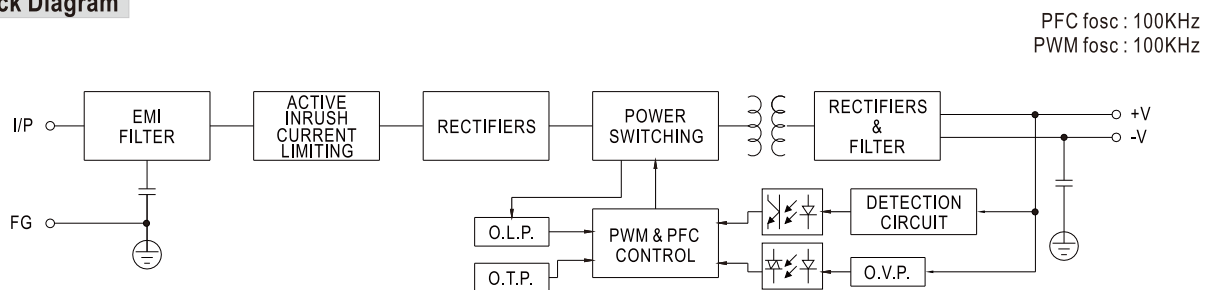 ck Diagram
PFC fosc : 100KHz
PWM fosc : 100KHz
I/P
EMI
FILTER
ACTIVE
INRUSH
CURRENT
LIMITING
RECTIFIERS
POWER
SWITCHING
RECTIFIERS
&
FILTER
+V
-V
FG
O.L.P.
O.T.P.
PWM & PFC
CONTROL
DETECTION
CIRCUIT
O.V.P.